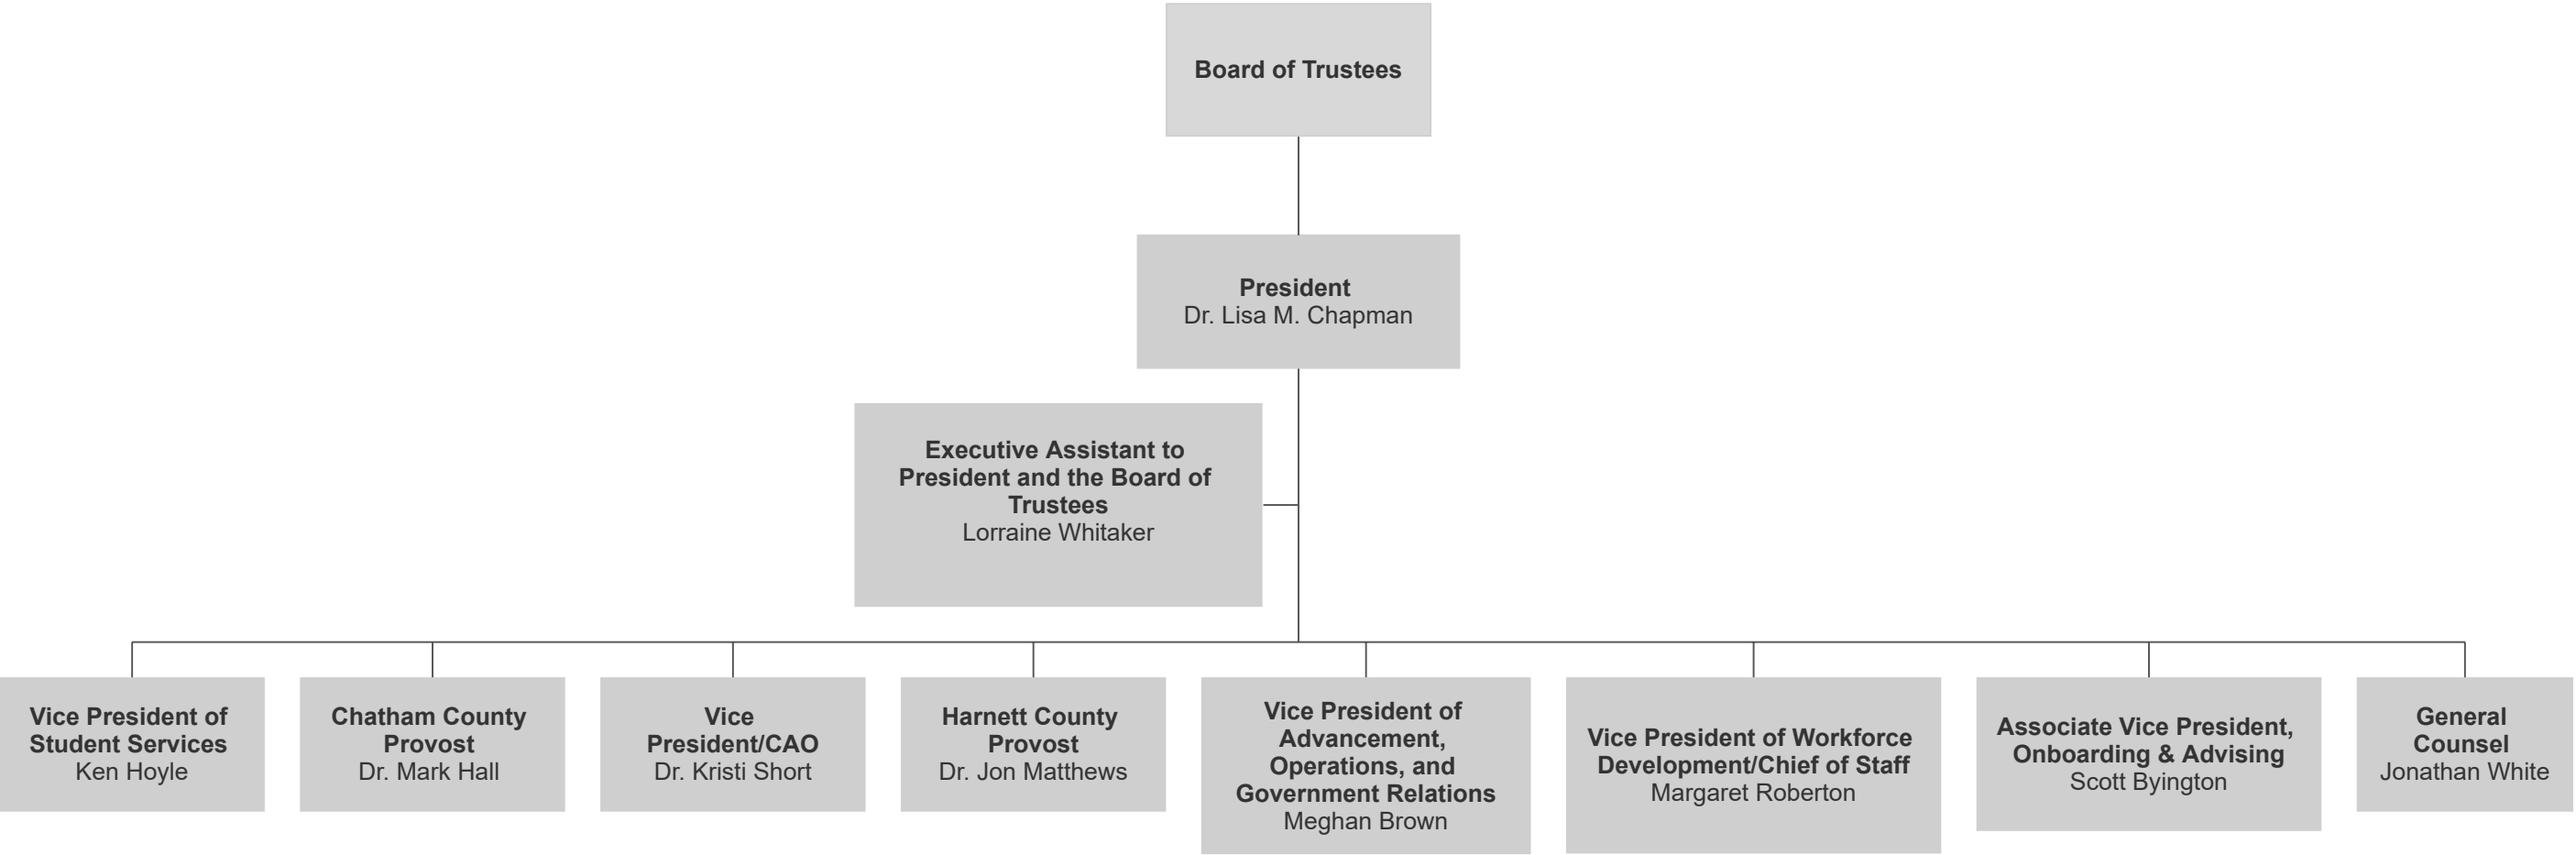 Board of Trustees
President
Dr. Lisa M. Chapman
Executive Assistant to
President and the Board of
Trustees
Lorraine Whitaker
Vice President of
Student Services
Ken Hoyle
Chatham County
Provost
Dr. Mark Hall
Vice
President/CAO
Dr. Kristi Short
Harnett County
Provost
Dr. Jon Matthews
Vice President of
Advancement,
Operations, and
Government Relations
Meghan Brown
Vice President of Workforce
Development/Chief of Staff
Margaret Roberton
Associate Vice President,
Onboarding & Advising
Scott Byington
General
Counsel
Jonathan White